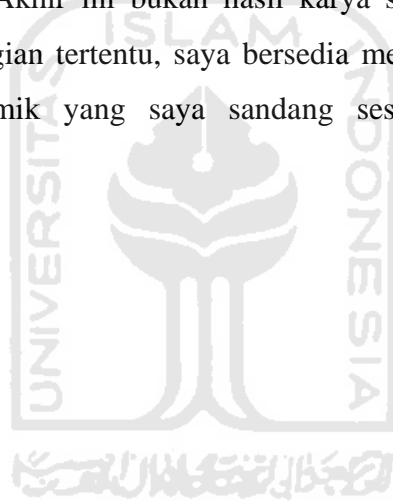 Akhir ini bukan hasil karya s
gian tertentu, saya bersedia me
mik yang saya sandang ses
ISLAM
UNIVERSITAS
INDONESIA